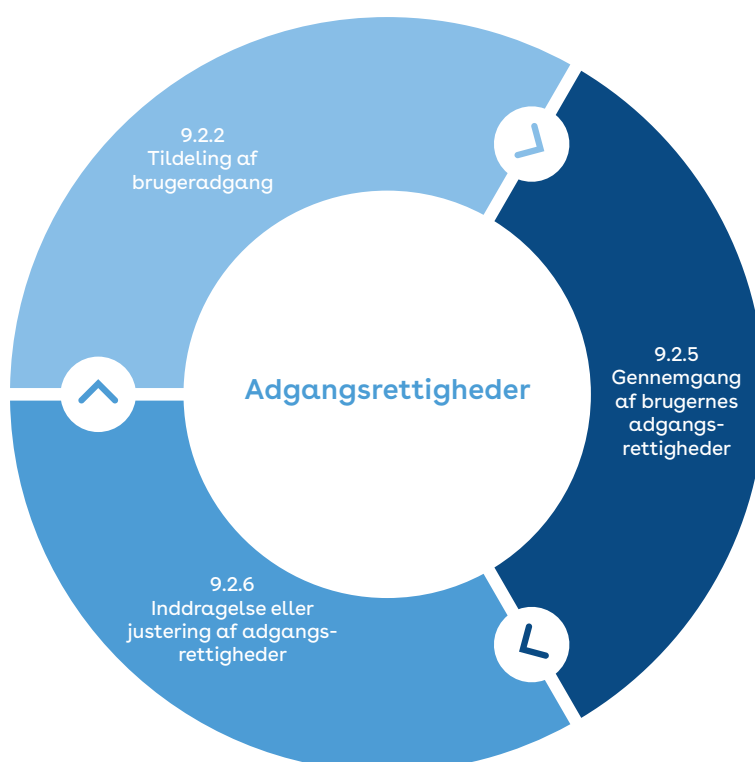 9.2.2
Tildeling af
brugeradgang
Adgangsrettigheder
9.2.5
Gennemgang
af brugernes
adgangs-
rettigheder
9.2.6
Inddragelse eller
justering af adgangs-
rettigheder